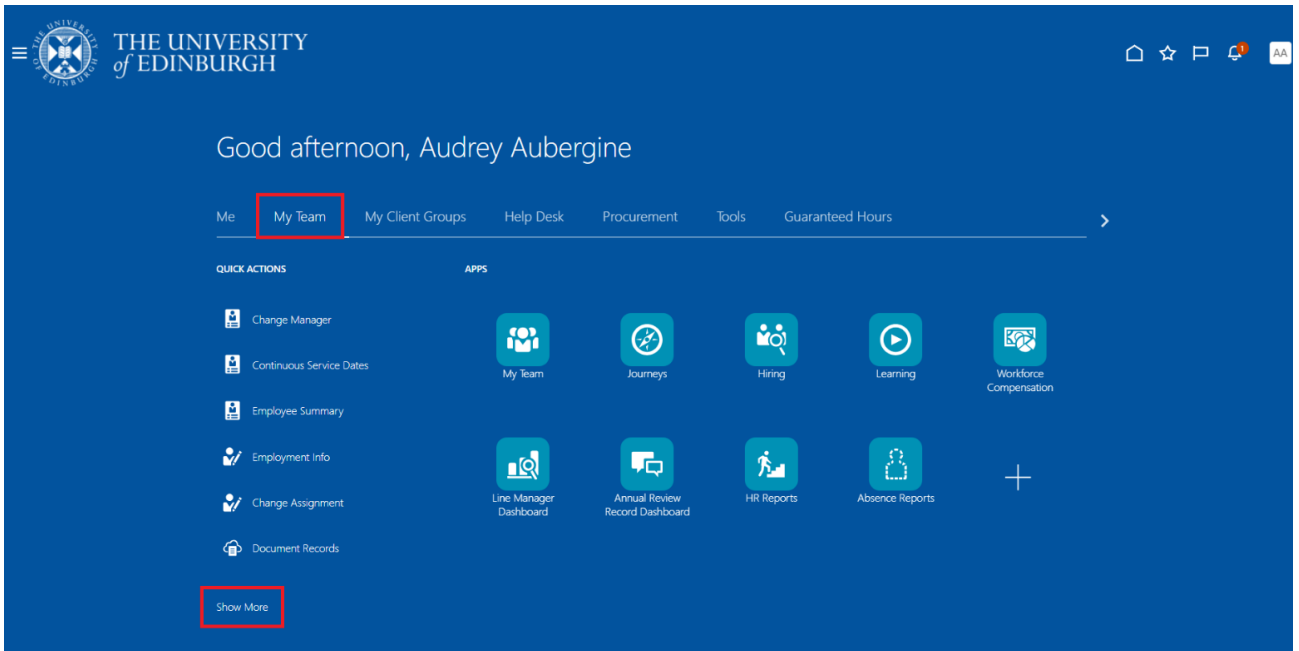 THE UNIVERSITY
of EDINBURGH
1
AA
Good afternoon, Audrey Aubergine
Me My Team My Client Groups Help Desk Procurement Tools Guaranteed Hours
QUICK ACTIONS
APPS
Change Manager
Continuous Service Dates
Employee Summary
Employment Info
Change Assignment
Document Records
Show More
My Team
Journeys
Hiring
Learning
Workforce
Compensation
Line Manager
Dashboard
Annual Review
Record Dashboard
HR Reports
Absence Reports